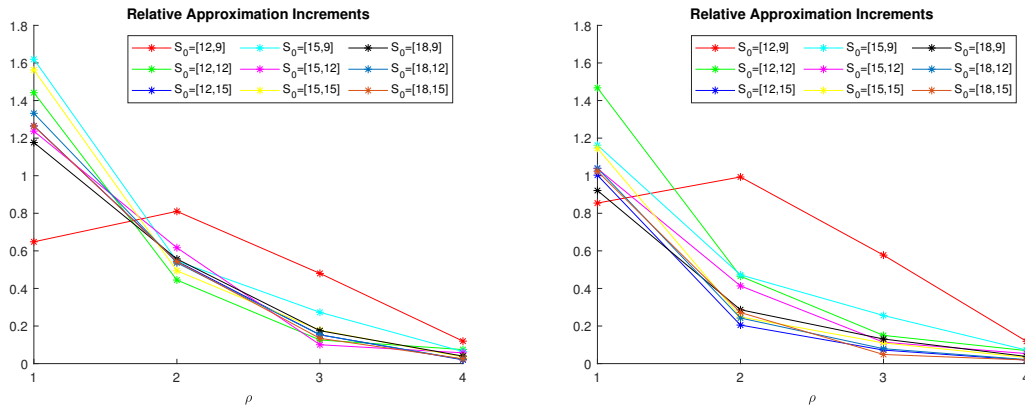 Relative Approximation Increments
1.8
1.6
1.4
1.2
1
0.8
0.6
0.4
0.2
0
1 2 3 4
ρ
S0=[12,9] S0=[15,9] S0=[18,9]
S0=[12,12] S0=[15,12] S0=[18,12]
S0=[12,15] S0=[15,15] S0=[18,15]
Relative Approximation Increments
1.8
1.6
1.4
1.2
1
0.8
0.6
0.4
0.2
0
1 2 3 4
ρ
S0=[12,9] S0=[15,9] S0=[18,9]
S0=[12,12] S0=[15,12] S0=[18,12]
S0=[12,15] S0=[15,15] S0=[18,15]